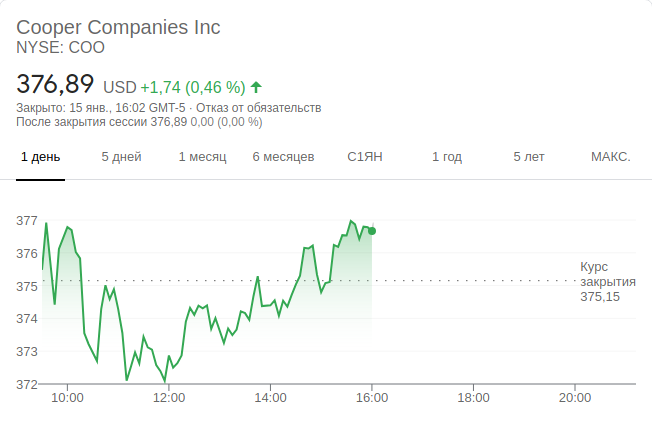 Cooper Companies Inc
NYSE: COO
376,89 USD +1,74 (0,46 %)
Закрыто: 15 янв., 16:02 GMT-5 · Отказ от обязательств
После закрытия сессии 376,89 0,00 (0,00 %)
1 день 5 дней 1 месяц 6 месяцев С1ЯН 1 год 5 лет МАКС.
377
376
Курс
375 закрытия
375,15
374
373
372
10:00 12:00 14:00 16:00 18:00 20:00